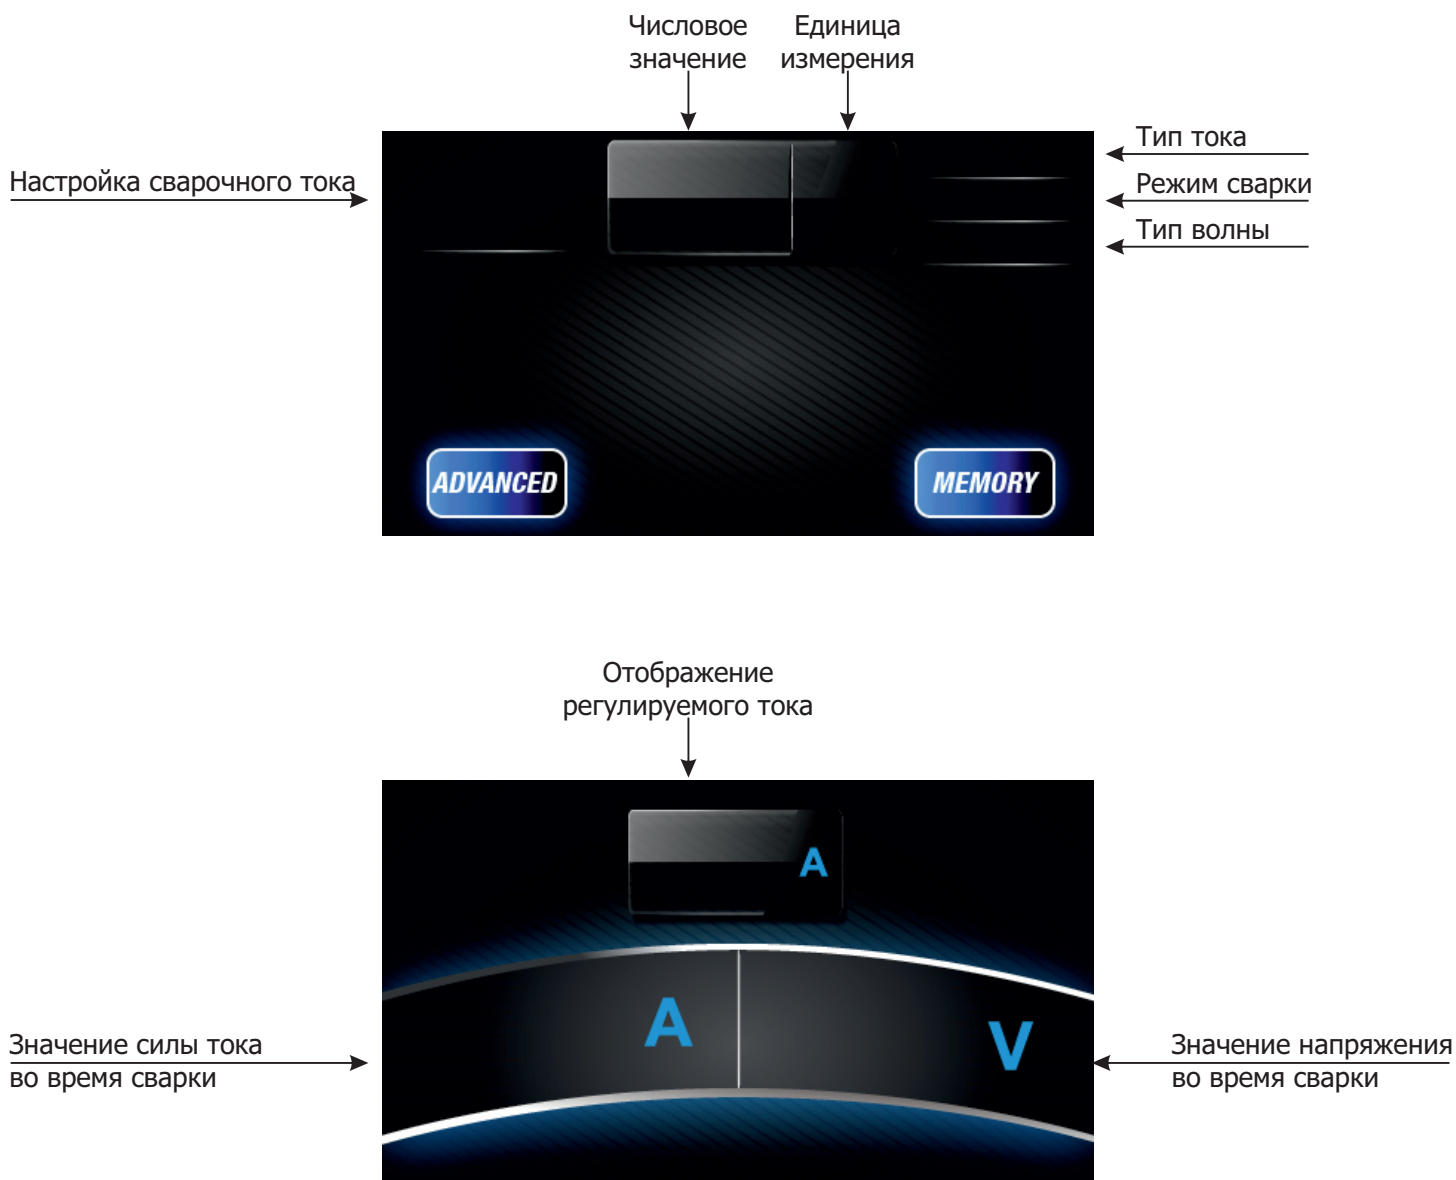 Числовое
значение
Единица
измерения
Настройка сварочного тока
Тип тока
Режим сварки
Тип волны
ADVANCED
MEMORY
Отображение
регулируемого тока
A
A
V
Значение силы тока
во время сварки
Значение напряжения
во время сварки